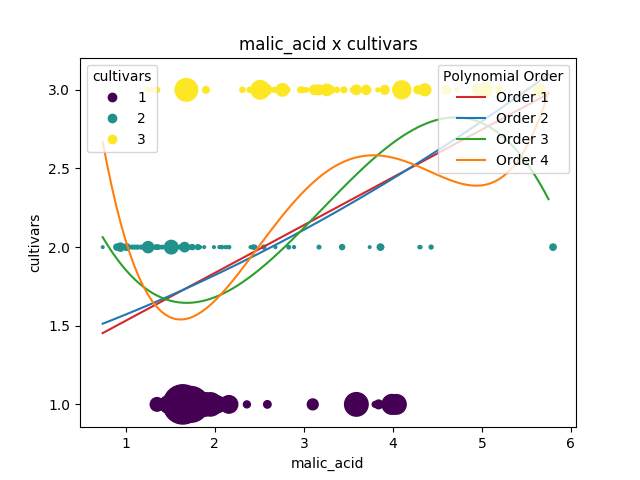 malic_acid x cultivars
cultivars
1
2
3
Polynomial Order
Order 1
Order 2
Order 3
Order 4
3.0
2.5
2.0
1.5
1.0
cultivars
1 2 3 4 5 6
malic_acid